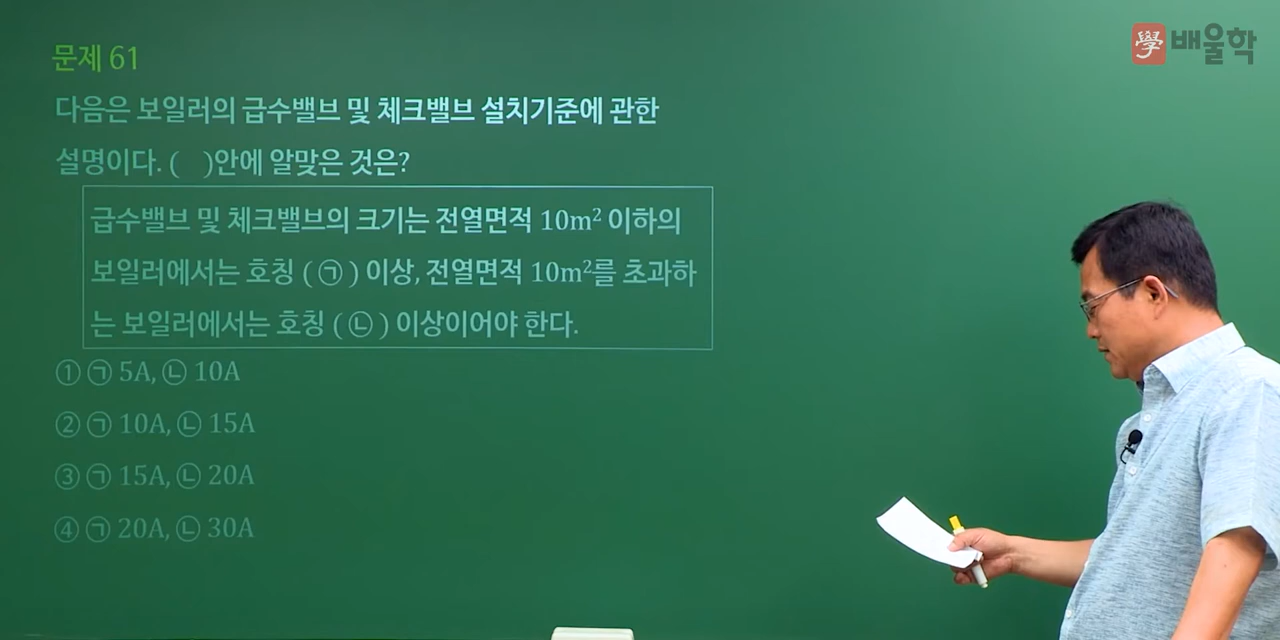 문제 61
學 배울학
다음은 보일러의 급수밸브 및 체크밸브 설치기준에 관한
설명이다. (    )안에 알맞은 것은?
급수밸브 및 체크밸브의 크기는 전열면적 10m² 이하의
보일러에서는 호칭 ( ㉠ ) 이상, 전열면적 10m²를 초과하
는 보일러에서는 호칭 ( ㉡ ) 이상이어야 한다.
① ㉠ 5A, ㉡ 10A
② ㉠ 10A, ㉡ 15A
③ ㉠ 15A, ㉡ 20A
④ ㉠ 20A, ㉡ 30A